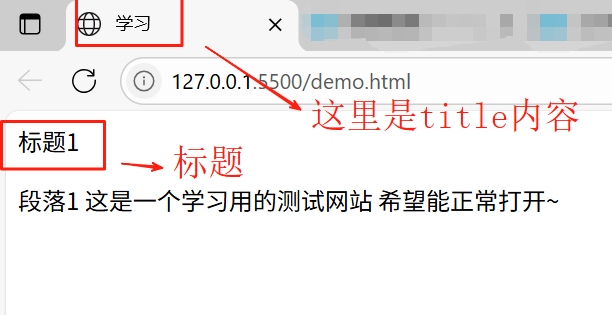 学习
127.0.0.1:5500/demo.html
这里是title内容
标题1
标题
段落1 这是一个学习用的测试网站 希望能正常打开~